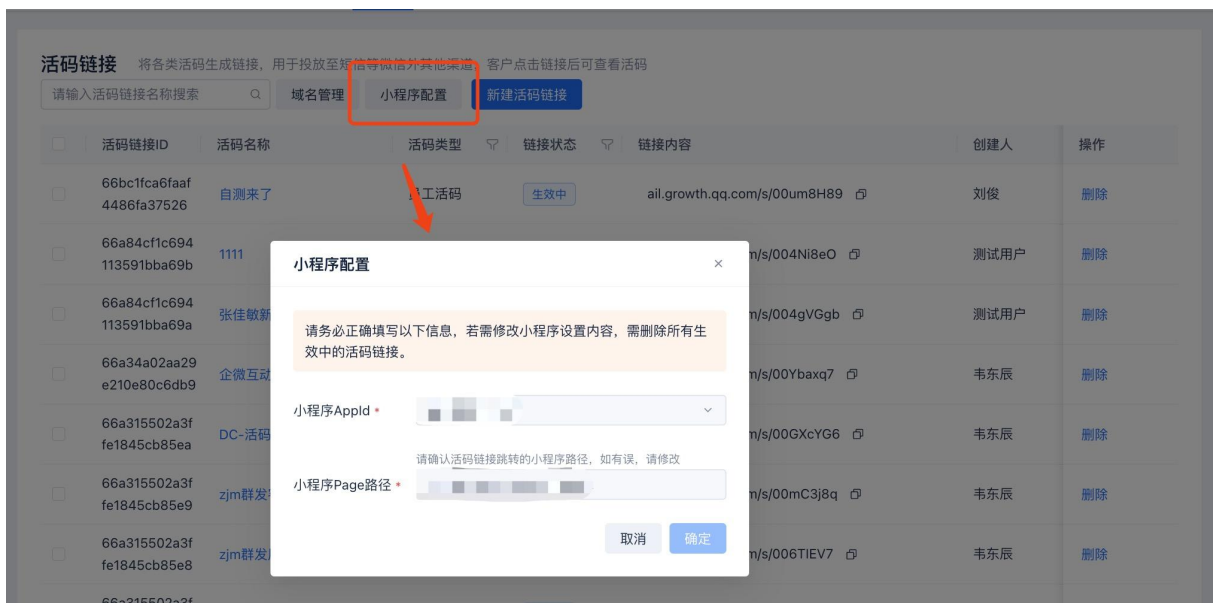 活码链接 将各类活码生成链接，用于投放至短信等微信外其他渠道，客户点击链接后可查看活码
请输入活码链接名称搜索 域名管理 小程序配置 新建活码链接
活码链接ID 活码名称 活码类型 链接状态 链接内容 创建人 操作
66bc1fca6faaf
4486fa37526
自测来了 员工活码 生效中 ail.growth.qq.com/s/00um8H89 刘俊 删除
66a84cf1c694
113591bba69b
1111 n/s/004Ni8eO 测试用户 删除
66a84cf1c694
113591bba69a
张佳敏新 n/s/004gVGgb 测试用户 删除
66a34a02aa29
e210e80c6db9
企微互动 n/s/00Ybaxq7 韦东辰 删除
66a315502a3f
fe1845cb85ea
DC-活码 n/s/00GXcYG6 韦东辰 删除
66a315502a3f
fe1845cb85e9
zjm群发 n/s/00mC3j8q 韦东辰 删除
66a315502a3f
fe1845cb85e8
zjm群发 n/s/006TIEV7 韦东辰 删除
66a315502a3f
小程序配置
请务必正确填写以下信息，若需修改小程序设置内容，需删除所有生
效中的活码链接。
小程序AppId *
请确认活码链接跳转的小程序路径，如有误，请修改
小程序Page路径 *
取消 确定